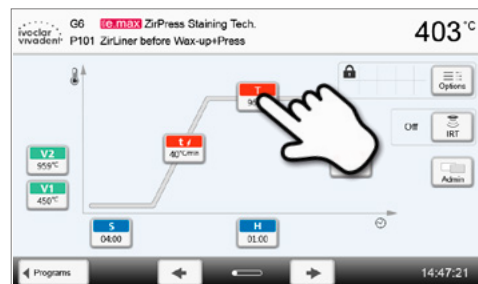 ivoclar vivadent G6 e.max ZirPress Staining Tech.
P101 ZirLiner before Wax-up+Press
403°C
Options
T
Off IRT
t
40°C/min
V2
959°C
V1
450°C
Admin
S H
04:00 01:00
Programs 14:47:21